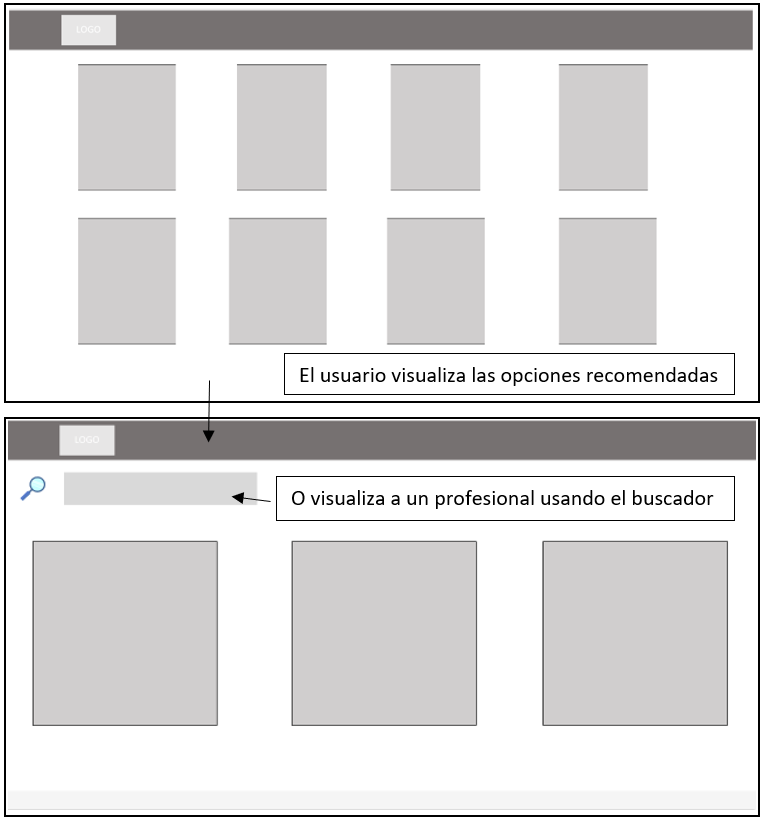 LOGO
El usuario visualiza las opciones recomendadas
LOGO
O visualiza a un profesional usando el buscador